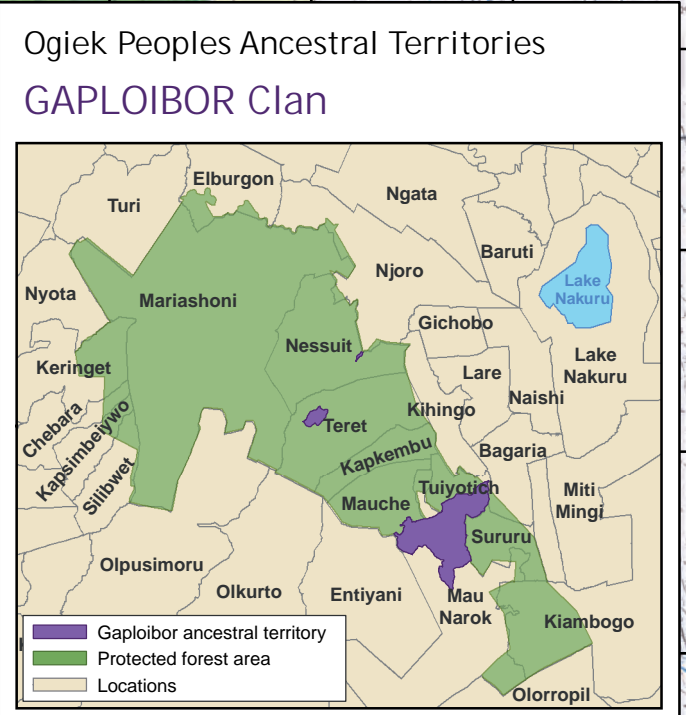 Ogiek Peoples Ancestral Territories
GAPLOIBOR Clan
Elburgon
Turi
Ngata
Baruti
Njoro
Lake
Nakuru
Nyota
Mariashoni
Gichobo
Nessuit
Lake
Nakuru
Keringet
Lare
Naishi
Chebara
Kapsimbeiywo
Silibwet
Kihingo
Teret
Kapkembu
Bagaria
Tuiyotich
Miti
Mingi
Mauche
Sururu
Olpusimoru
Olkurto
Entiyani
Mau
Narok
Kiambogo
Olorropil
Gaploibor ancestral territory
Protected forest area
Locations